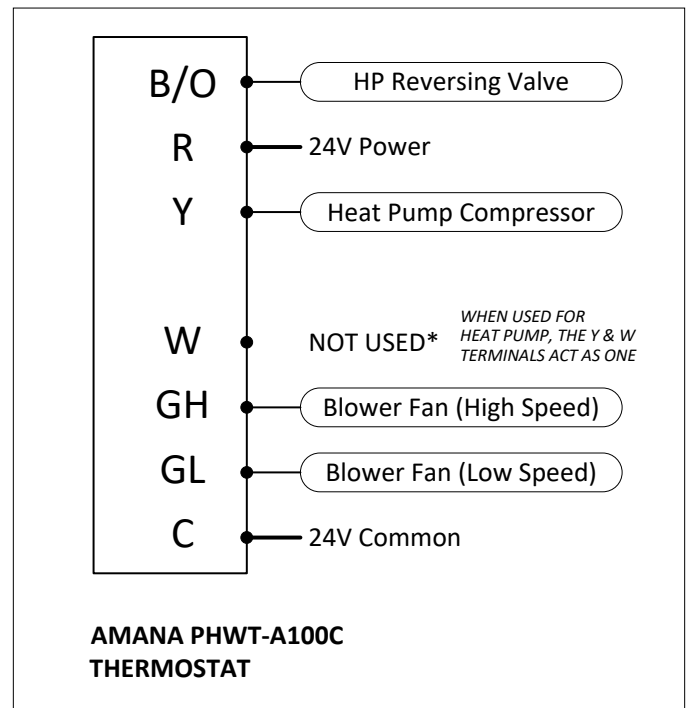 B/O HP Reversing Valve
R 24V Power
Y Heat Pump Compressor
W NOT USED* WHEN USED FOR
HEAT PUMP, THE Y & W
TERMINALS ACT AS ONE
GH Blower Fan (High Speed)
GL Blower Fan (Low Speed)
C 24V Common
AMANA PHWT-A100C
THERMOSTAT